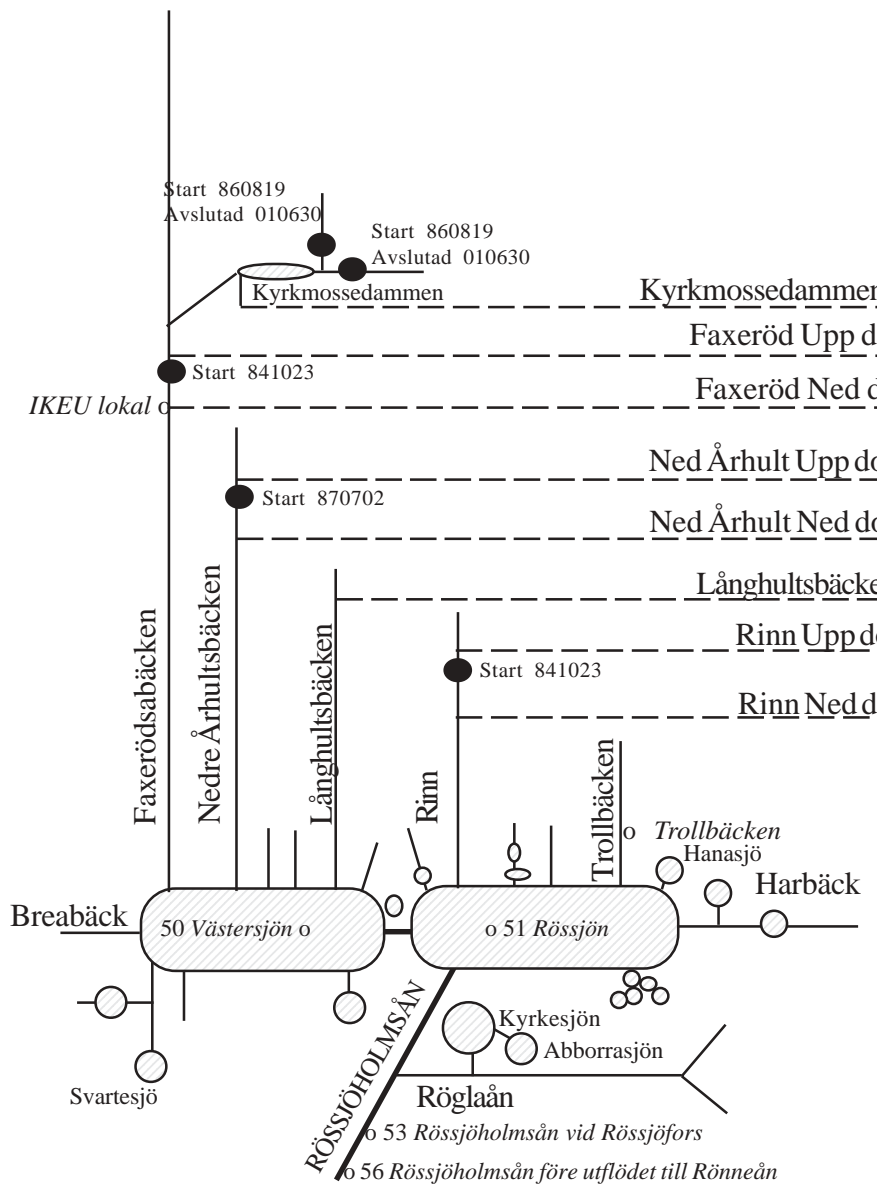 Start 860819
Avslutad 010630
Start 860819
Avslutad 010630
Kyrkmossedammen
Kyrkmossedammen
Faxeröd Upp d
Start 841023
IKEU lokal o
Faxeröd Ned d
Ned Århult Upp do
Start 870702
Ned Århult Ned do
Långhultsbäcke
Rinn Upp do
Start 841023
Rinn Ned d
Faxerödsabäcken
Nedre Århultsbäcken
Långhultsbäcken
o
Rinn
Trollbäcken
o Trollbäcken
Hanasjö
Harbäck
Breabäck
50 Västersjön o
o 51 Rössjön
RÖSSJÖHOLMSÅN
Kyrkesjön
Abborrasjön
Svartesjö
Röglaån
o 53 Rössjöholmsån vid Rössjöfors
o 56 Rössjöholmsån före utflödet till Rönneån